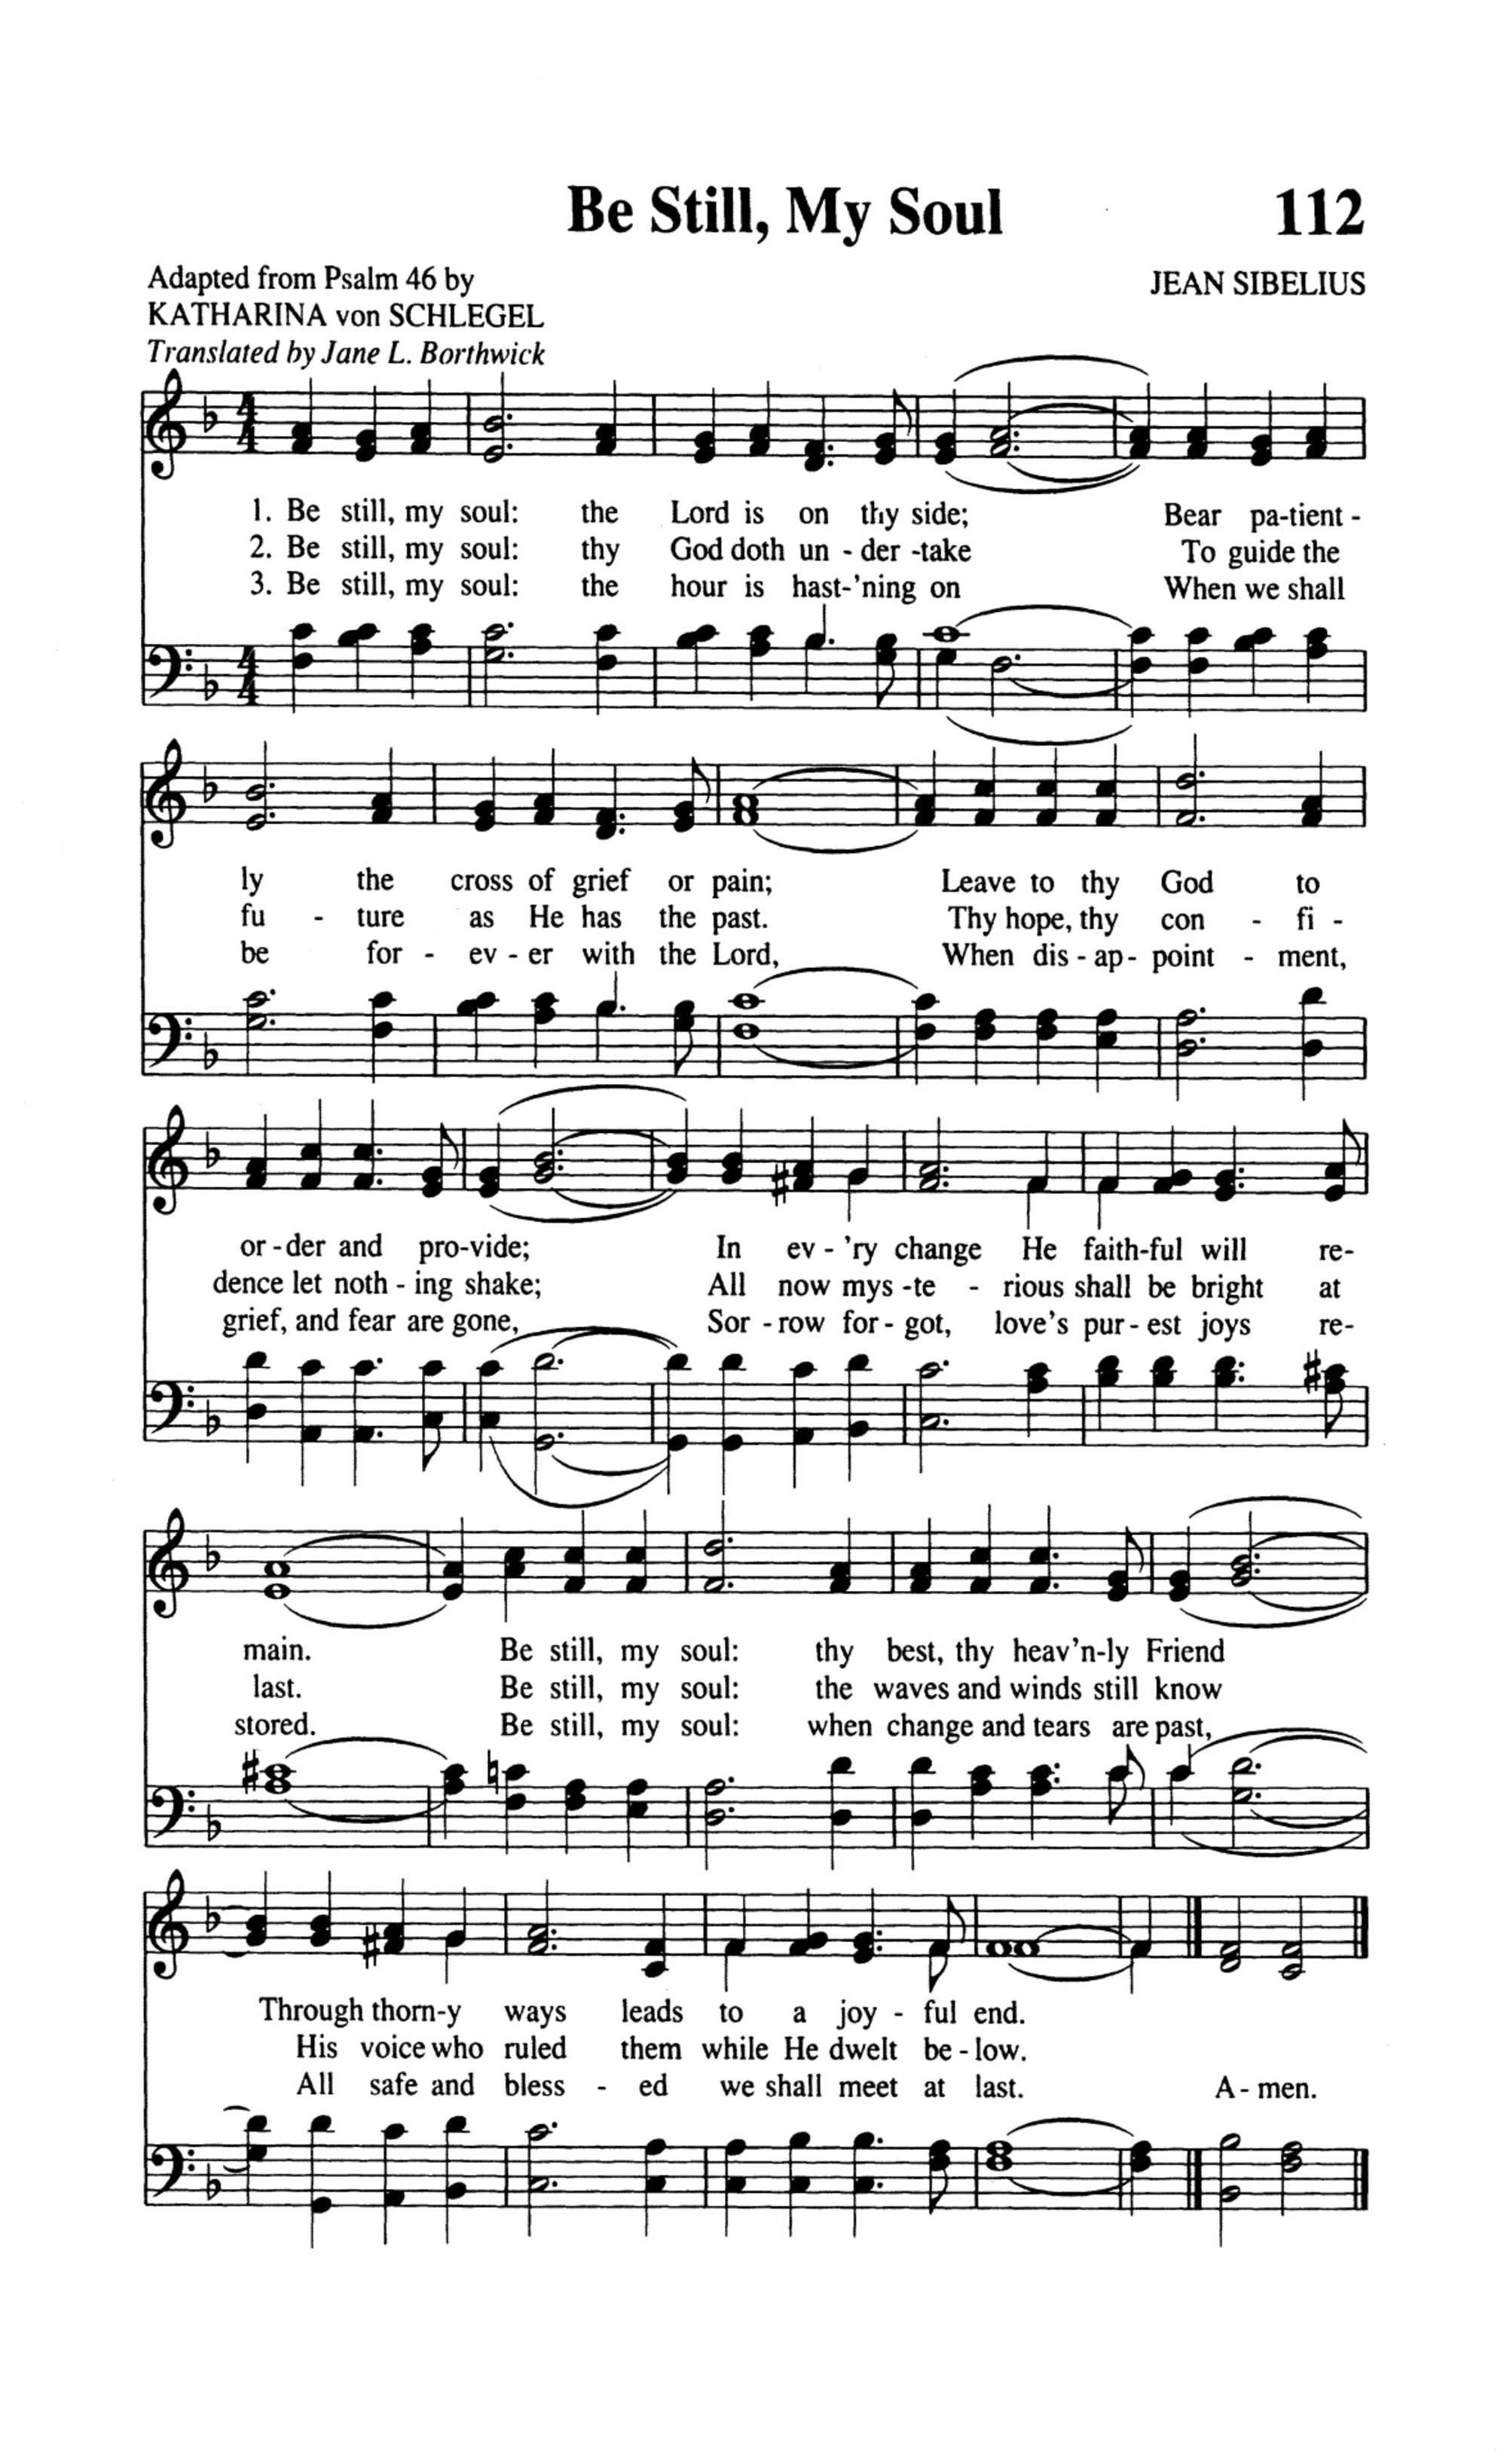 Be Still, My Soul 112
Adapted from Psalm 46 by
KATHARINA von SCHLEGEL
Translated by Jane L. Borthwick
JEAN SIBELIUS
1. Be still, my soul: the Lord is on thy side; Bear pa-tient -
2. Be still, my soul: thy God doth un - der -take To guide the
3. Be still, my soul: the hour is hast-'ning on When we shall
ly the cross of grief or pain; Leave to thy God to
fu - ture as He has the past. Thy hope, thy con - fi -
be for - ev - er with the Lord, When dis - ap - point - ment,
or -der and pro-vide; In ev - 'ry change He faith-ful will re-
dence let noth - ing shake; All now mys -te - rious shall be bright at
grief, and fear are gone, Sor - row for - got, love's pur - est joys re-
main. Be still, my soul: thy best, thy heav'n-ly Friend
last. Be still, my soul: the waves and winds still know
stored. Be still, my soul: when change and tears are past,
Through thorn-y ways leads to a joy - ful end.
His voice who ruled them while He dwelt be - low.
All safe and bless - ed we shall meet at last. A - men.